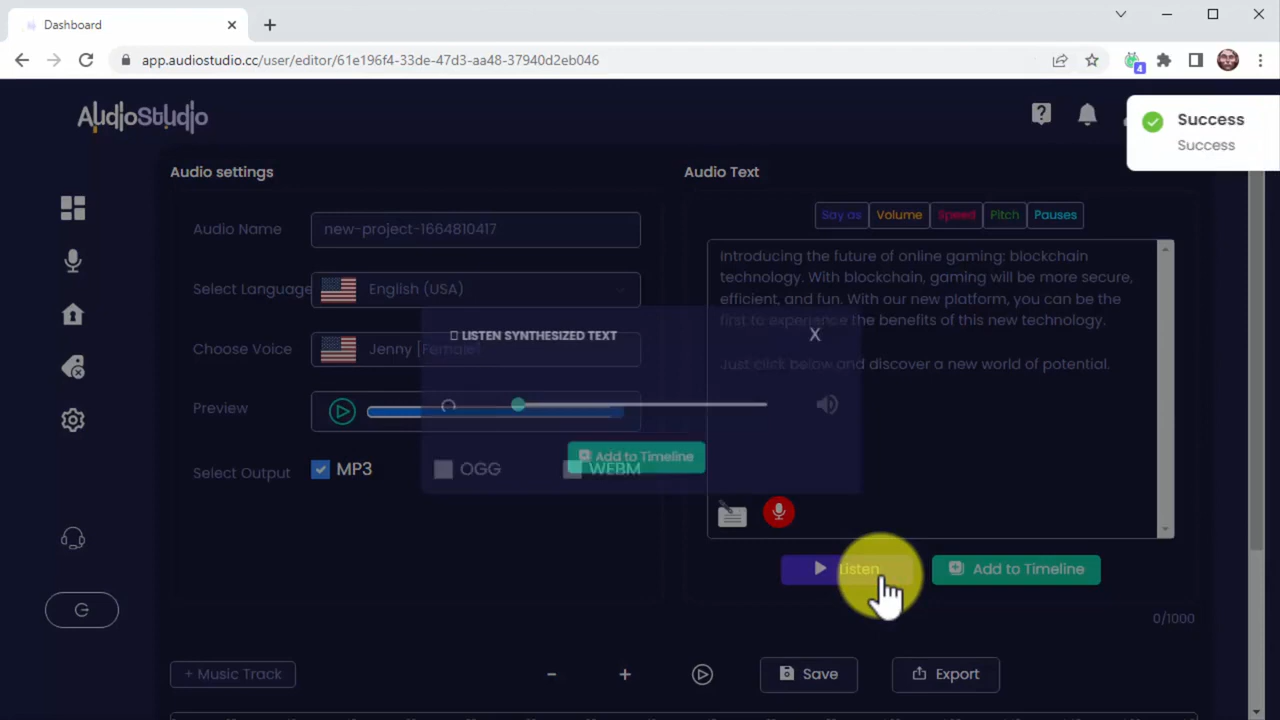 Dashboard
app.audiostudio.cc/user/editor/61e196f4-33de-47d3-aa48-37940d2eb046
4
AudioStudio
Success
Success
Audio settings
Audio Text
Say as Volume Speed Pitch Pauses
Audio Name new-project-1664810417
Select Language English (USA)
Choose Voice Jenny [Female]
Preview
Select Output MP3 OGG WEBM
Introducing the future of online gaming: blockchain
technology. With blockchain, gaming will be more secure,
efficient, and fun. With our new platform, you can be the
first to experience the benefits of this new technology.
Just click below and discover a new world of potential.
LISTEN SYNTHESIZED TEXT X
Add to Timeline
Listen Add to Timeline
0/1000
+ Music Track - + Save Export